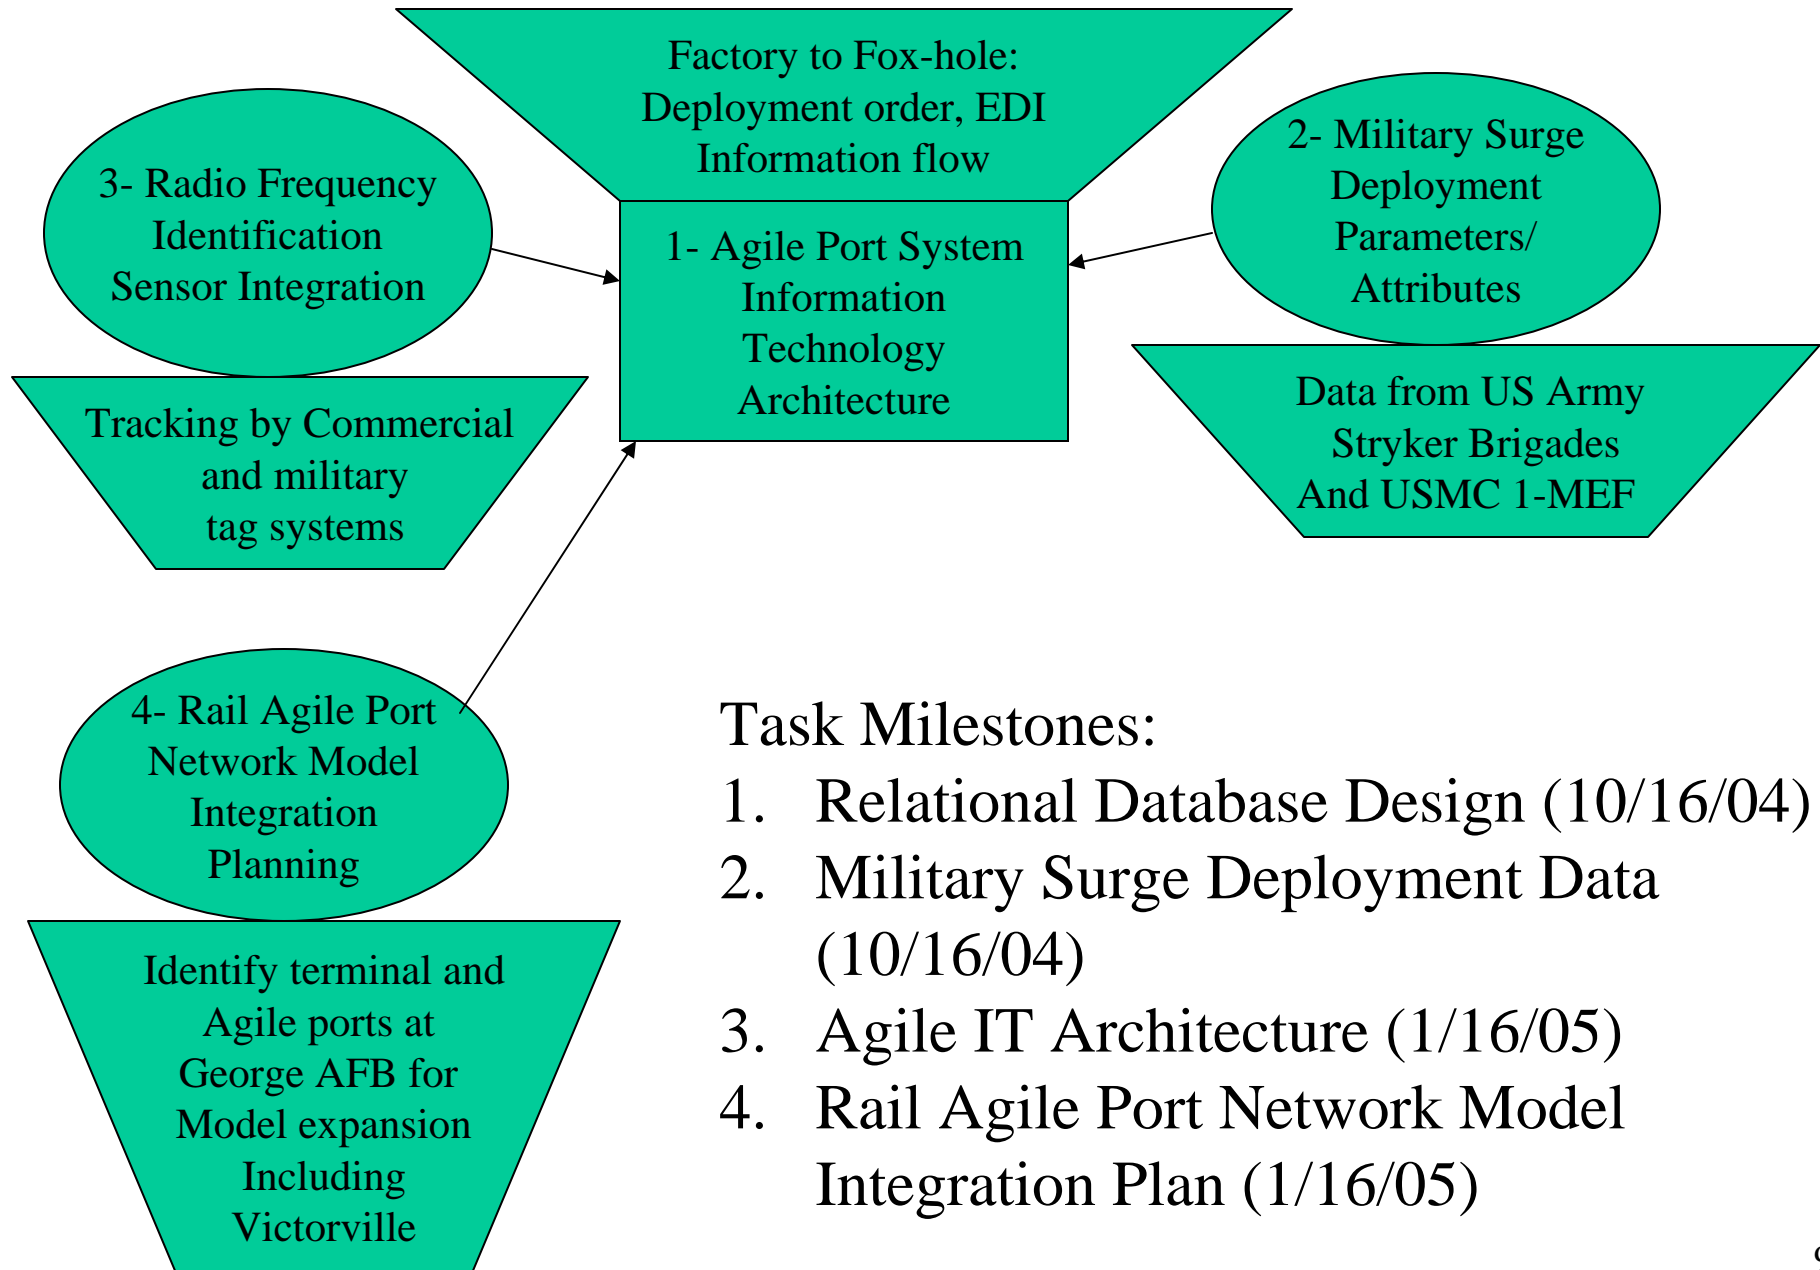 Factory to Fox-hole:
Deployment order, EDI
Information flow
3- Radio Frequency
Identification
Sensor Integration
1- Agile Port System
Information
Technology
Architecture
2- Military Surge
Deployment
Parameters/
Attributes
Tracking by Commercial
and military
tag systems
Data from US Army
Stryker Brigades
And USMC 1-MEF
4- Rail Agile Port
Network Model
Integration
Planning
Identify terminal and
Agile ports at
George AFB for
Model expansion
Including
Victorville
Task Milestones:
1. Relational Database Design (10/16/04)
2. Military Surge Deployment Data
(10/16/04)
3. Agile IT Architecture (1/16/05)
4. Rail Agile Port Network Model
Integration Plan (1/16/05)